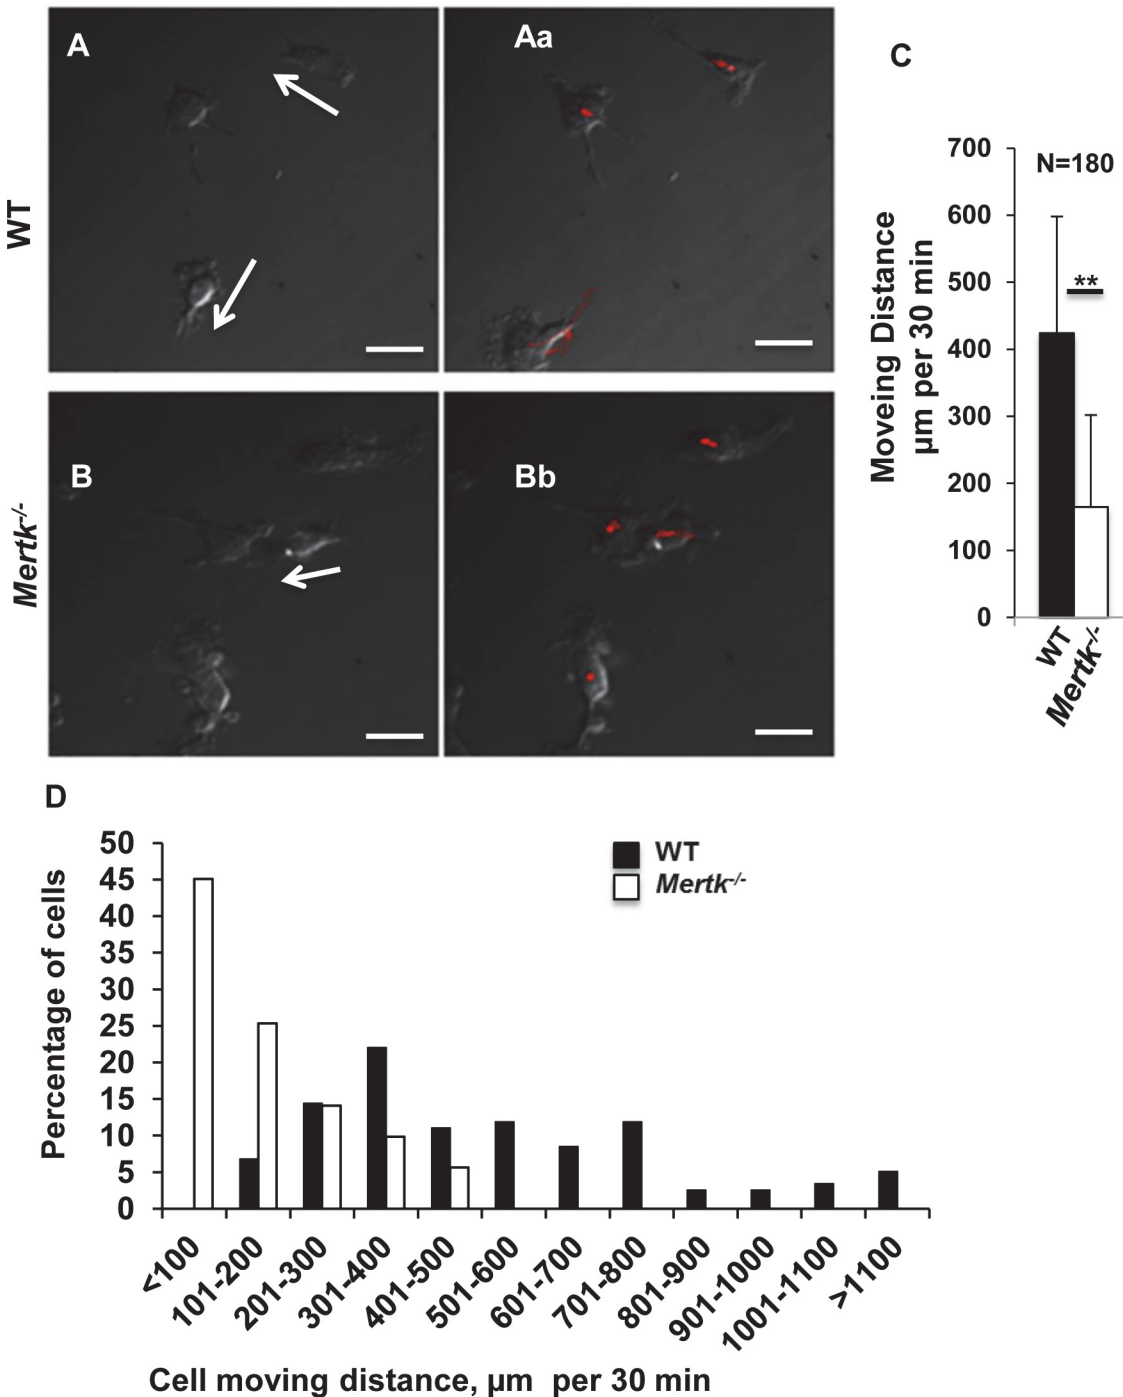 A
Aa
WT
B
Bb
Mertk-/-
C
700
600
500
400
300
200
100
0
Moveing Distance
µm per 30 min
N=180
**
WT
Mertk-/-
D
50
45
40
35
30
25
20
15
10
5
0
Percentage of cells
WT
Mertk-/-
<100
101-200
201-300
301-400
401-500
501-600
601-700
701-800
801-900
901-1000
1001-1100
>1100
Cell moving distance, µm per 30 min